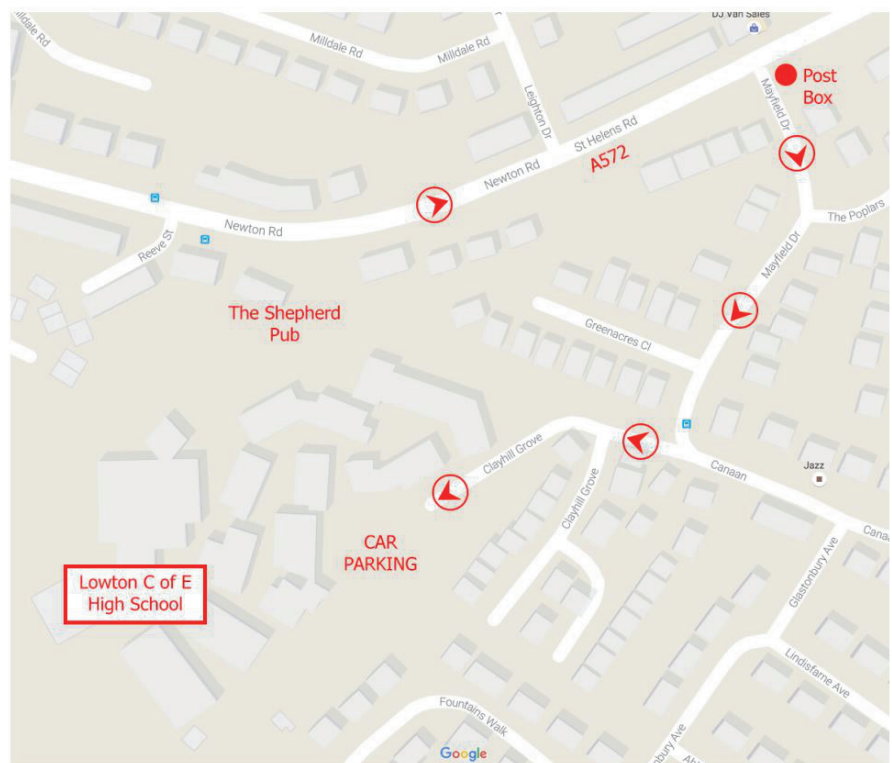 DJ Van Sales
Milldale Rd
Milldale Rd
Post
Box
Leighton Dr
Mayfield Dr
St Helens Rd
A572
Newton Rd
The Poplars
Newton Rd
Reeve St
Mayfield Dr
The Shepherd
Pub
Greenacres Cl
Clayhill Grove
Canaan
Jazz
Clayhill Grove
CAR
PARKING
Canaa
Glastonbury Ave
Lowton C of E
High School
Lindisfarne Ave
Fountains Walk
Google